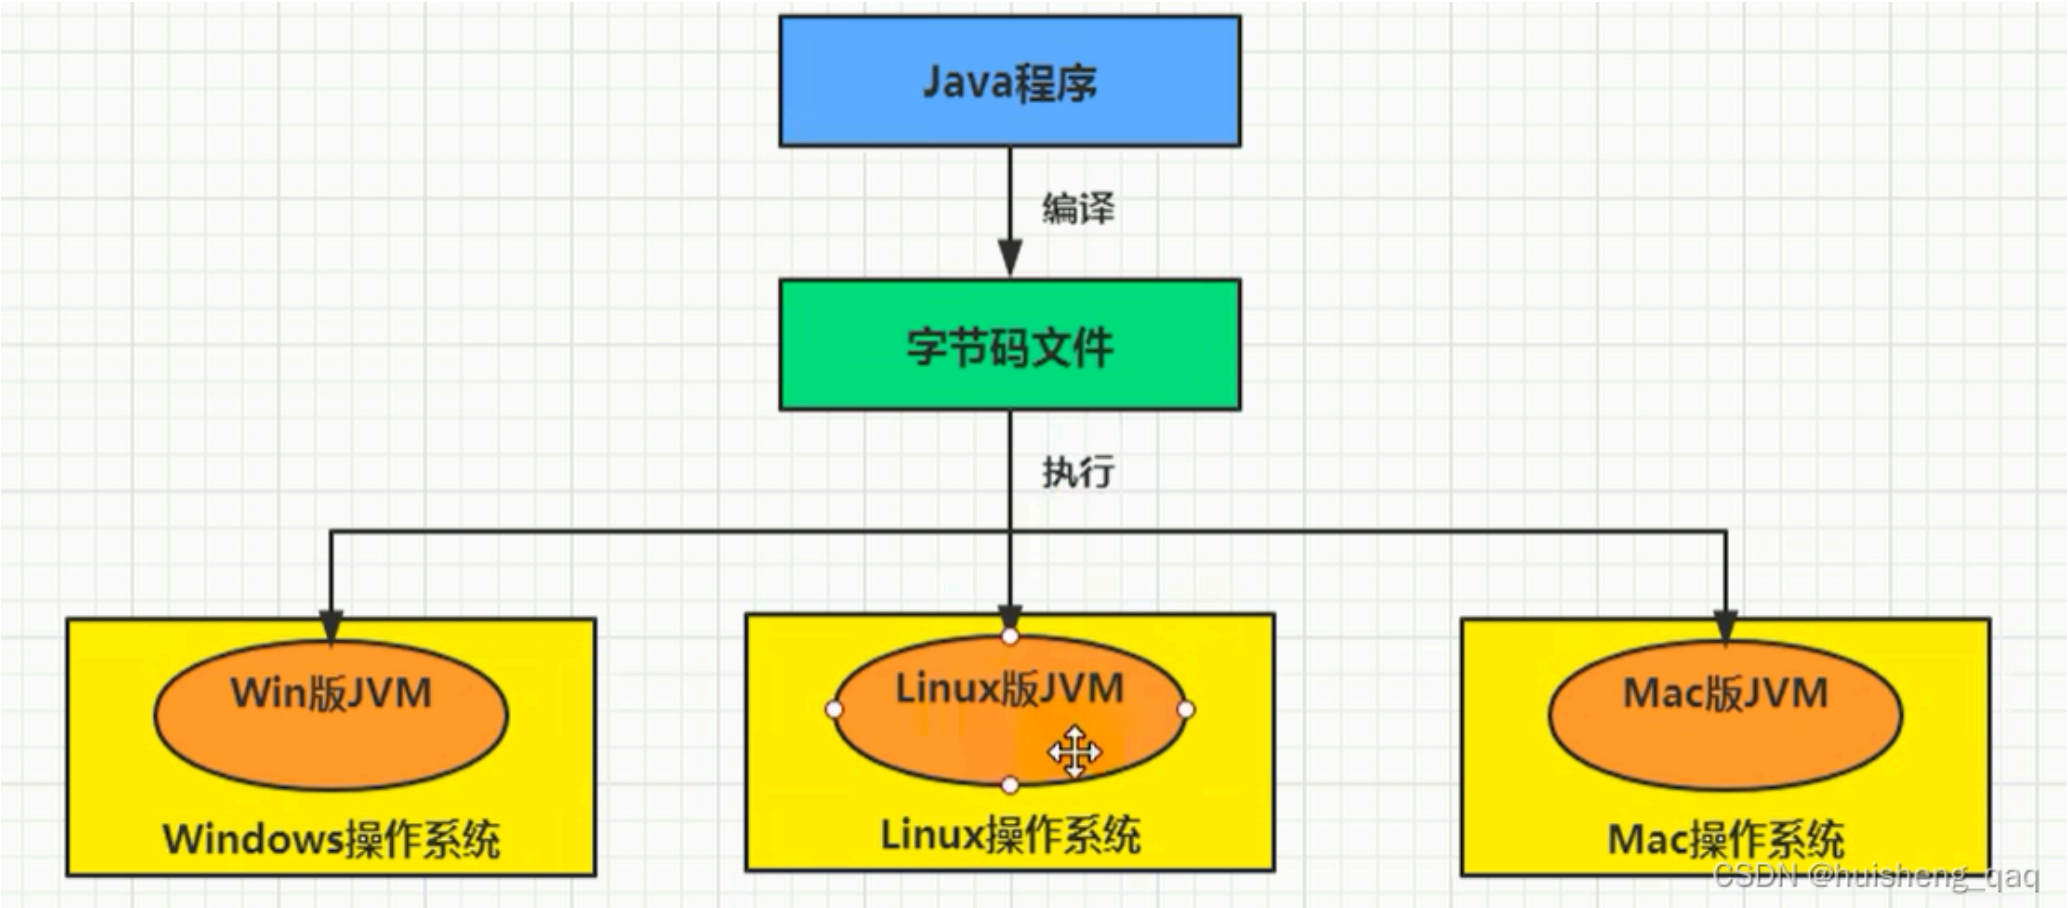 Java程序
编译
字节码文件
执行
Win版JVM
Windows操作系统
Linux版JVM
Linux操作系统
Mac版JVM
Mac操作系统
CSDN @huisheng_qaq